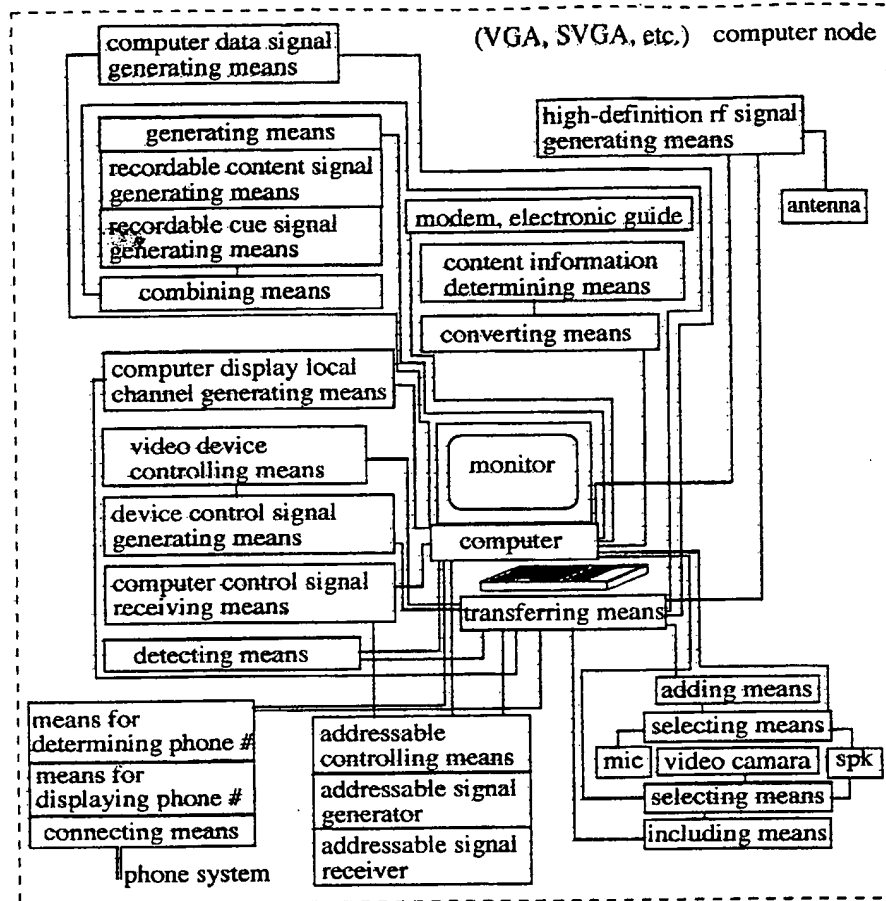 (VGA, SVGA, etc.) computer node
computer data signal
generating means
high-definition rf signal
generating means
antenna
generating means
recordable content signal
generating means
recordable cue signal
generating means
combining means
modem, electronic guide
content information
determining means
converting means
computer display local
channel generating means
video device
controlling means
device control signal
generating means
computer control signal
receiving means
detecting means
monitor
computer
transferring means
means for
determining phone #
means for
displaying phone #
connecting means
phone system
addressable
controlling means
addressable signal
generator
addressable signal
receiver
adding means
selecting means
mic
video camara
spk
selecting means
including means